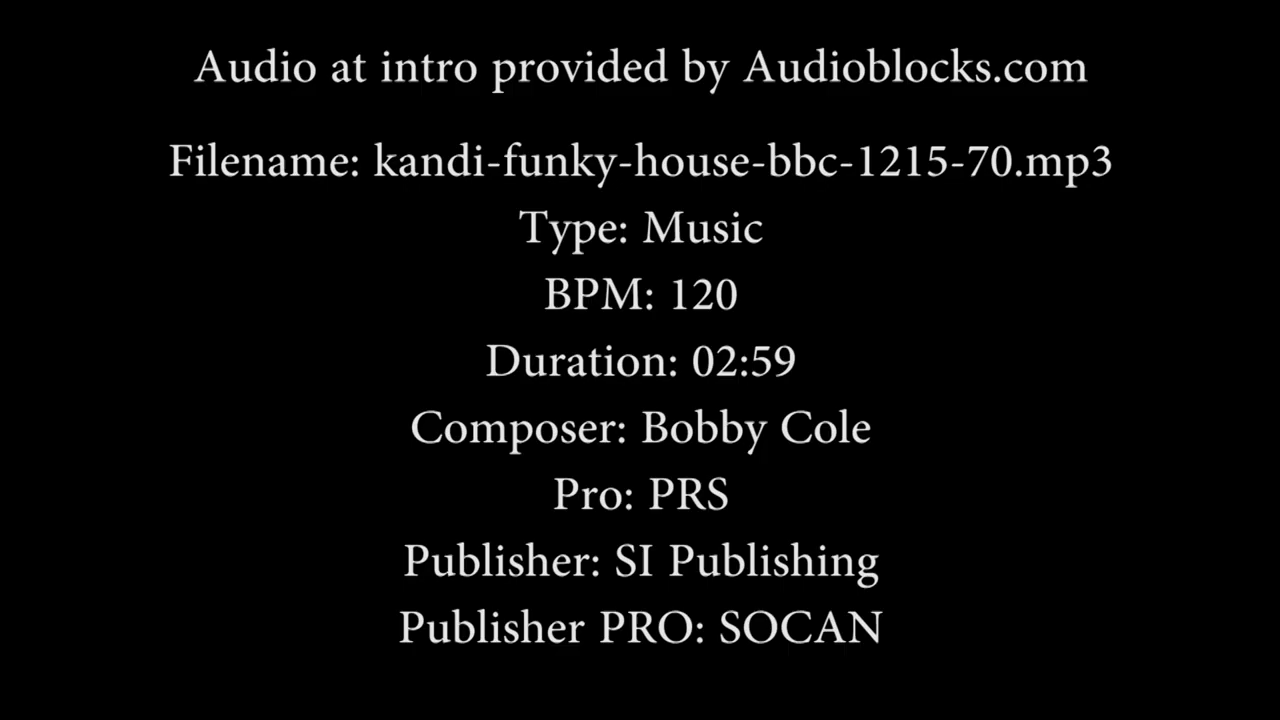 Audio at intro provided by Audioblocks.com
Filename: kandi-funky-house-bbc-1215-70.mp3
Type: Music
BPM: 120
Duration: 02:59
Composer: Bobby Cole
Pro: PRS
Publisher: SI Publishing
Publisher PRO: SOCAN